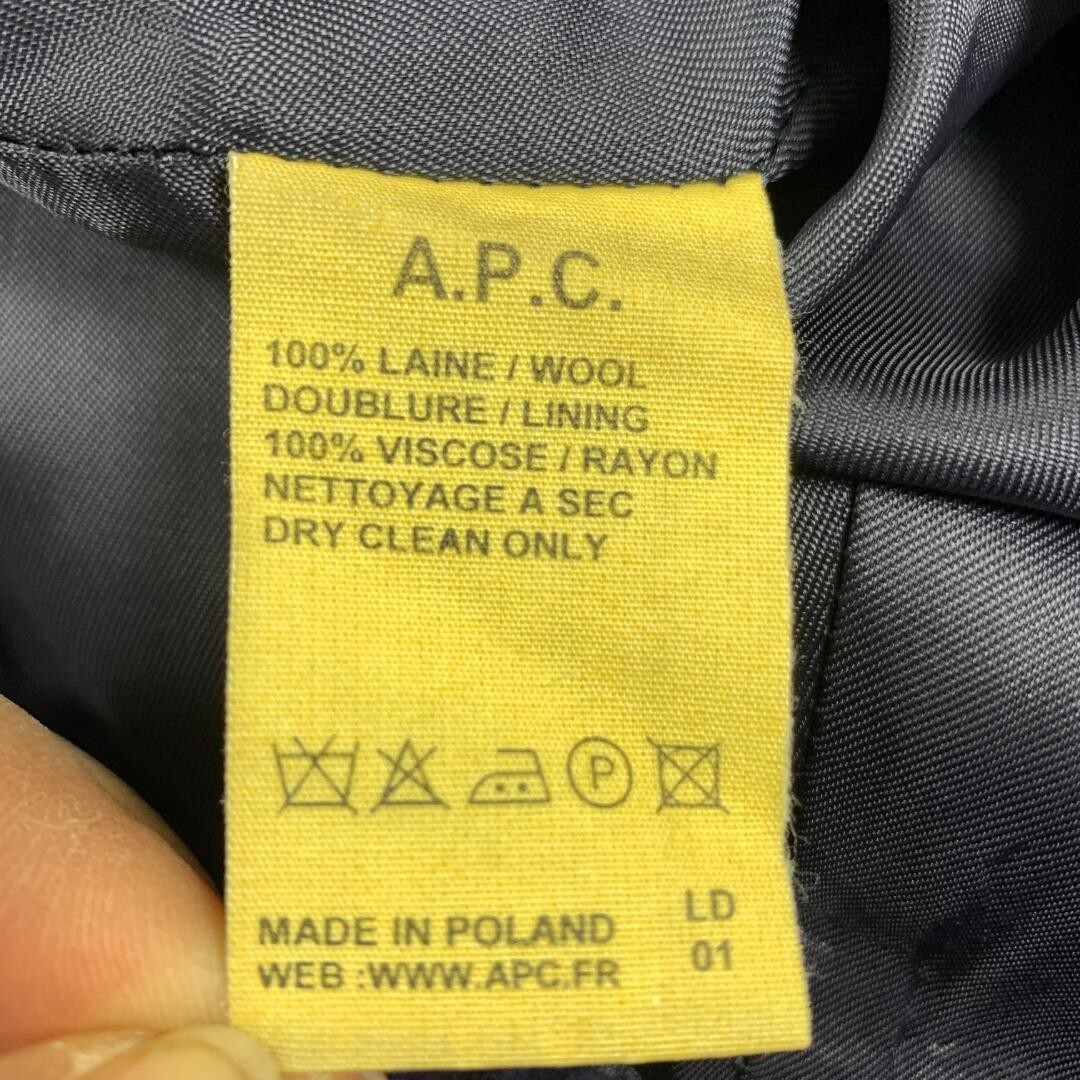 A.P.C.
100% LAINE / WOOL
DOUBLURE / LINING
100% VISCOSE / RAYON
NETTOYAGE A SEC
DRY CLEAN ONLY
P
MADE IN POLAND
WEB :WWW.APC.FR
LD
01